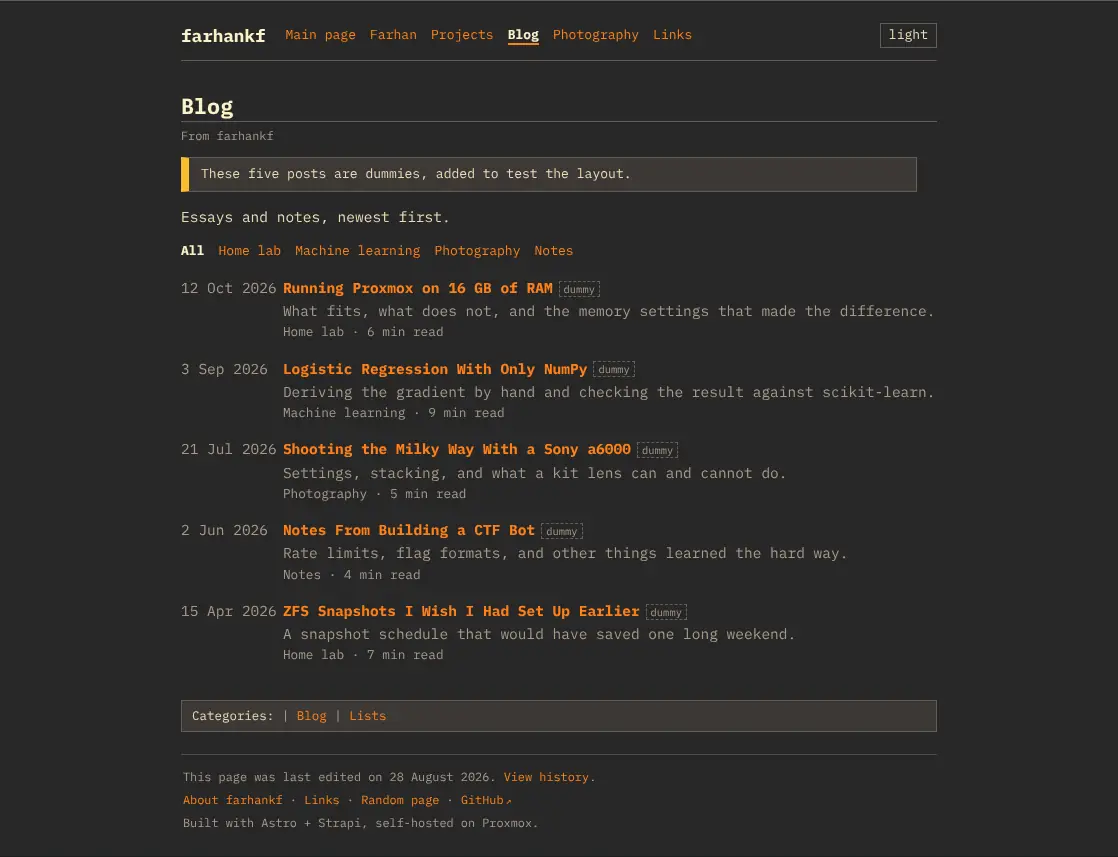 farhankf Main page Farhan Projects Blog Photography Links light
Blog
From farhankf
These five posts are dummies, added to test the layout.
Essays and notes, newest first.
All Home lab Machine learning Photography Notes
12 Oct 2026 Running Proxmox on 16 GB of RAM dummy
What fits, what does not, and the memory settings that made the difference.
Home lab · 6 min read
3 Sep 2026 Logistic Regression With Only NumPy dummy
Deriving the gradient by hand and checking the result against scikit-learn.
Machine learning · 9 min read
21 Jul 2026 Shooting the Milky Way With a Sony a6000 dummy
Settings, stacking, and what a kit lens can and cannot do.
Photography · 5 min read
2 Jun 2026 Notes From Building a CTF Bot dummy
Rate limits, flag formats, and other things learned the hard way.
Notes · 4 min read
15 Apr 2026 ZFS Snapshots I Wish I Had Set Up Earlier dummy
A snapshot schedule that would have saved one long weekend.
Home lab · 7 min read
Categories: | Blog | Lists
This page was last edited on 28 August 2026. View history.
About farhankf · Links · Random page · GitHub↗
Built with Astro + Strapi, self-hosted on Proxmox.